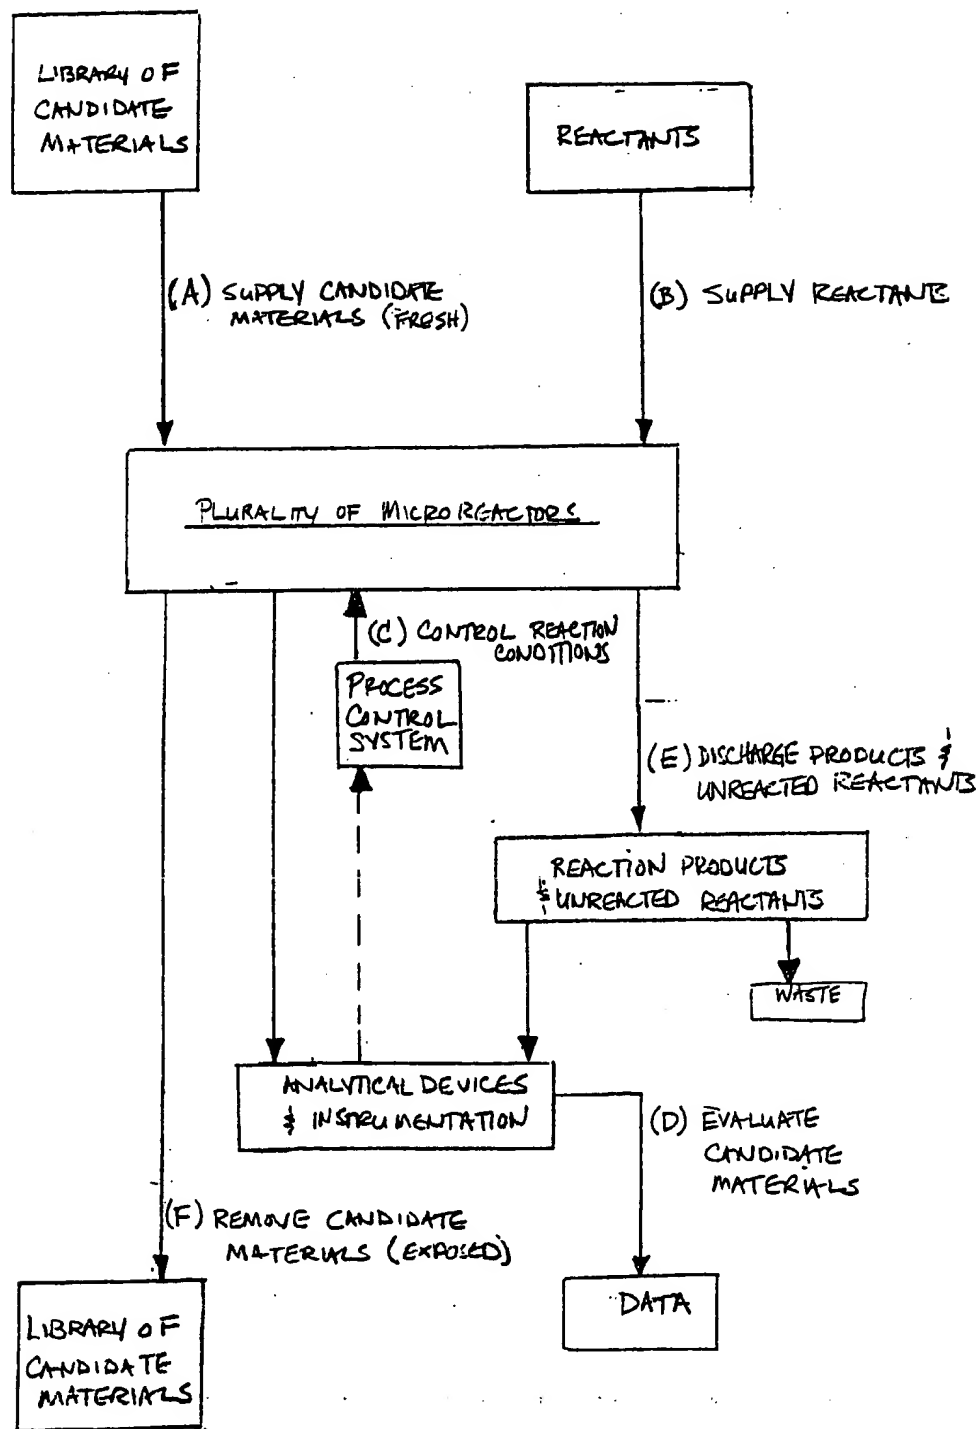 LIBRARY OF
CANDIDATE
MATERIALS
REACTANTS
(A) SUPPLY CANDIDATE
MATERIALS (FRESH)
(B) SUPPLY REACTANTS
PLURALITY OF MICROREACTORS
(C) CONTROL REACTION
CONDITIONS
PROCESS
CONTROL
SYSTEM
(E) DISCHARGE PRODUCTS &
UNREACTED REACTANTS
REACTION PRODUCTS
& UNREACTED REACTANTS
WASTE
ANALYTICAL DEVICES
& INSTRUMENTATION
(D) EVALUATE
CANDIDATE
MATERIALS
(F) REMOVE CANDIDATE
MATERIALS (EXPOSED)
DATA
LIBRARY OF
CANDIDATE
MATERIALS